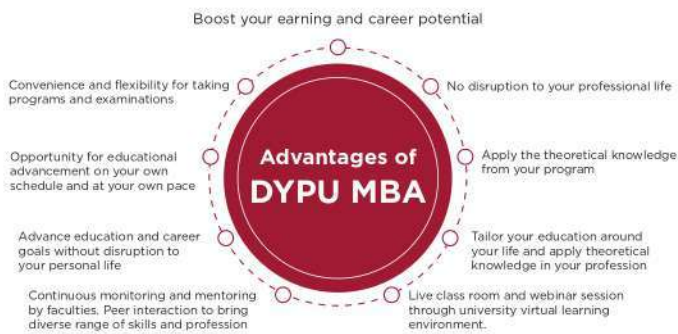 Boost your earning and career potential
Convenience and flexibility for taking
programs and examinations
No disruption to your professional life
Opportunity for educational
advancement on your own
schedule and at your own pace
Advantages of
DYPU MBA
Apply the theoretical knowledge
from your program
Advance education and career
goals without disruption to
your personal life
Tailor your education around
your life and apply theoretical
knowledge in your profession
Continuous monitoring and mentoring
by faculties. Peer interaction to bring
diverse range of skills and profession
Live class room and webinar session
through university virtual learning
environment.